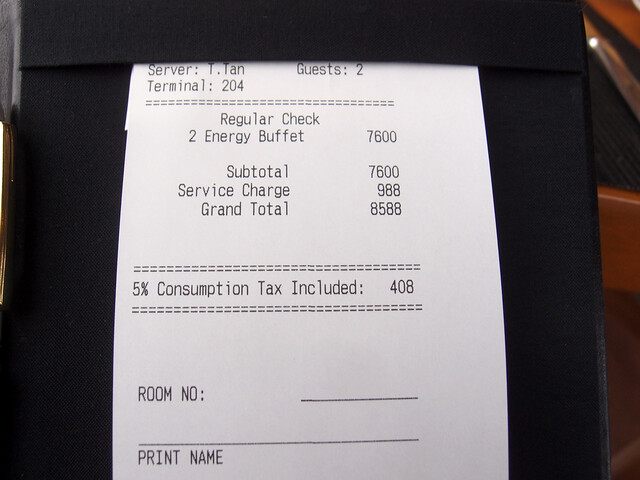 Server: T.Tan Guests: 2
Terminal: 204
================================
Regular Check
2 Energy Buffet 7600
Subtotal 7600
Service Charge 988
Grand Total 8588
===================================
5% Consumption Tax Included: 408
===================================
ROOM NO: ______________
PRINT NAME